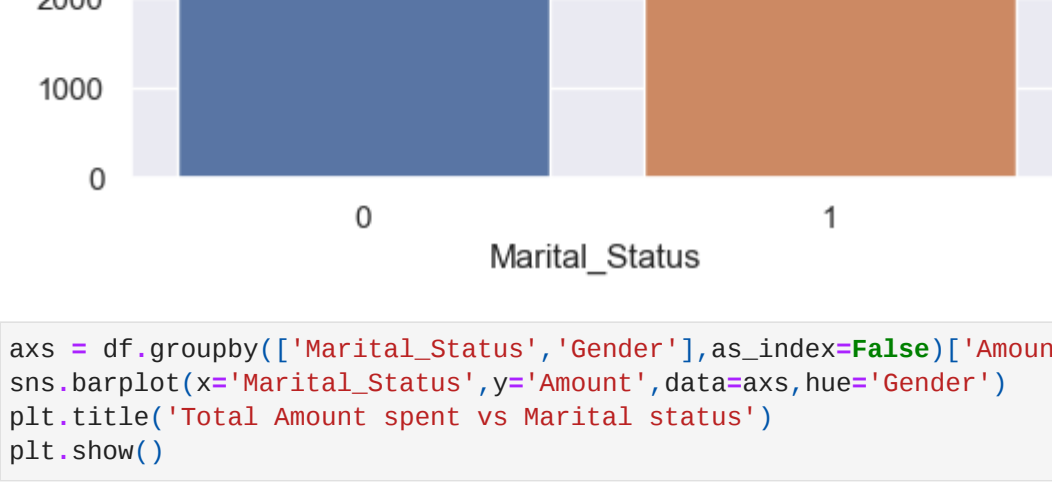 2000
1000
0
0 1
Marital_Status
axs = df.groupby(['Marital_Status','Gender'],as_index=False)['Amoun
sns.barplot(x='Marital_Status',y='Amount',data=axs,hue='Gender')
plt.title('Total Amount spent vs Marital status')
plt.show()